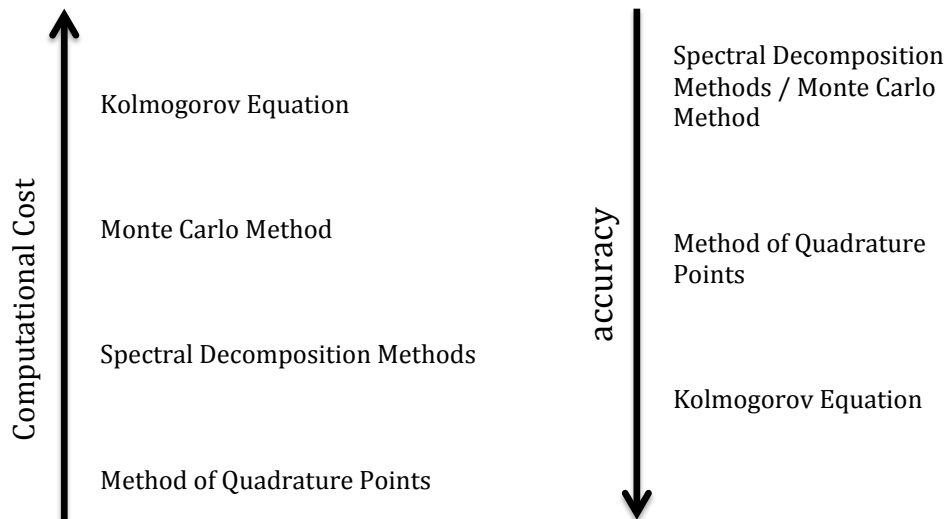 Computational Cost
Kolmogorov Equation
Monte Carlo Method
Spectral Decomposition Methods
Method of Quadrature Points
accuracy
Spectral Decomposition
Methods / Monte Carlo
Method
Method of Quadrature
Points
Kolmogorov Equation